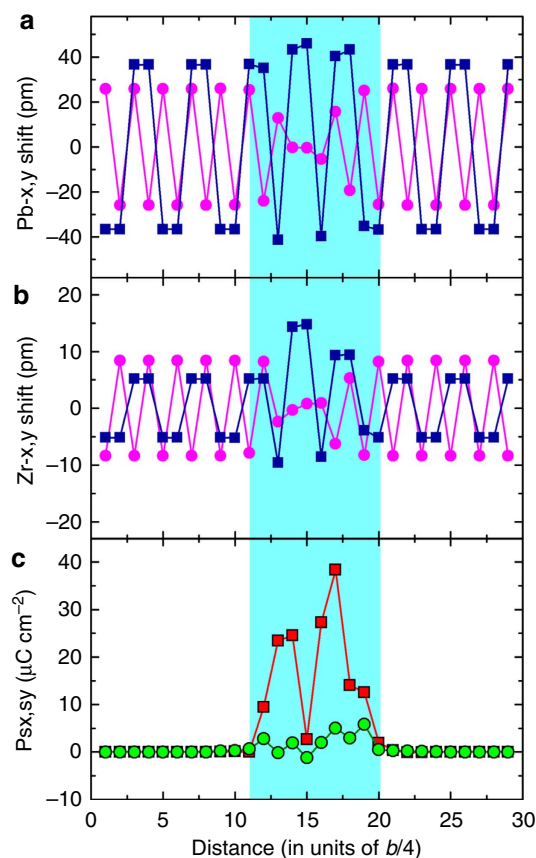 a
40
20
0
−20
−40
Pb-x,y shift (pm)
b
20
10
0
−10
−20
Zr-x,y shift (pm)
c
40
30
20
10
0
−10
Psx,sy (μC cm−2)
0 5 10 15 20 25 30
Distance (in units of b/4)